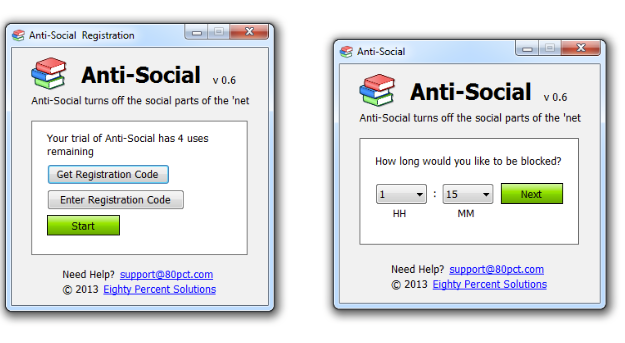 Anti-Social Registration
Anti-Social v 0.6
Anti-Social turns off the social parts of the 'net
Your trial of Anti-Social has 4 uses
remaining
Get Registration Code
Enter Registration Code
Start
Need Help? support@80pct.com
© 2013 Eighty Percent Solutions
Anti-Social
Anti-Social v 0.6
Anti-Social turns off the social parts of the 'net
How long would you like to be blocked?
1 : 15 Next
HH MM
Need Help? support@80pct.com
© 2013 Eighty Percent Solutions